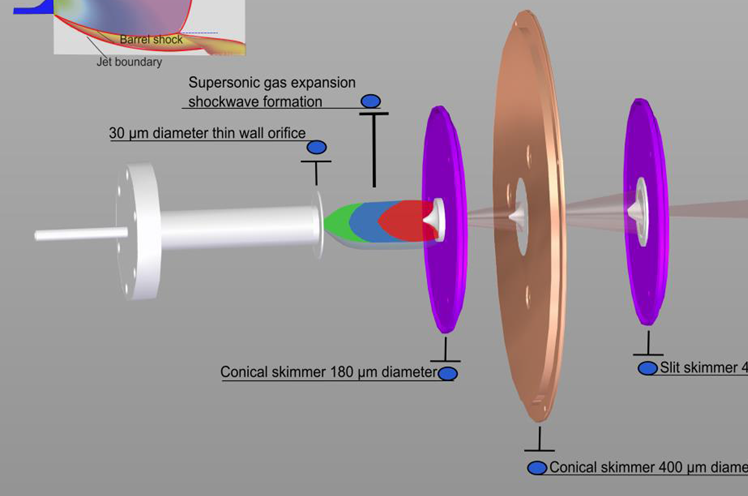 Barrel shock
Jet boundary
Supersonic gas expansion
shockwave formation
30 µm diameter thin wall orifice
Conical skimmer 180 µm diameter
Slit skimmer 4
Conical skimmer 400 µm diame